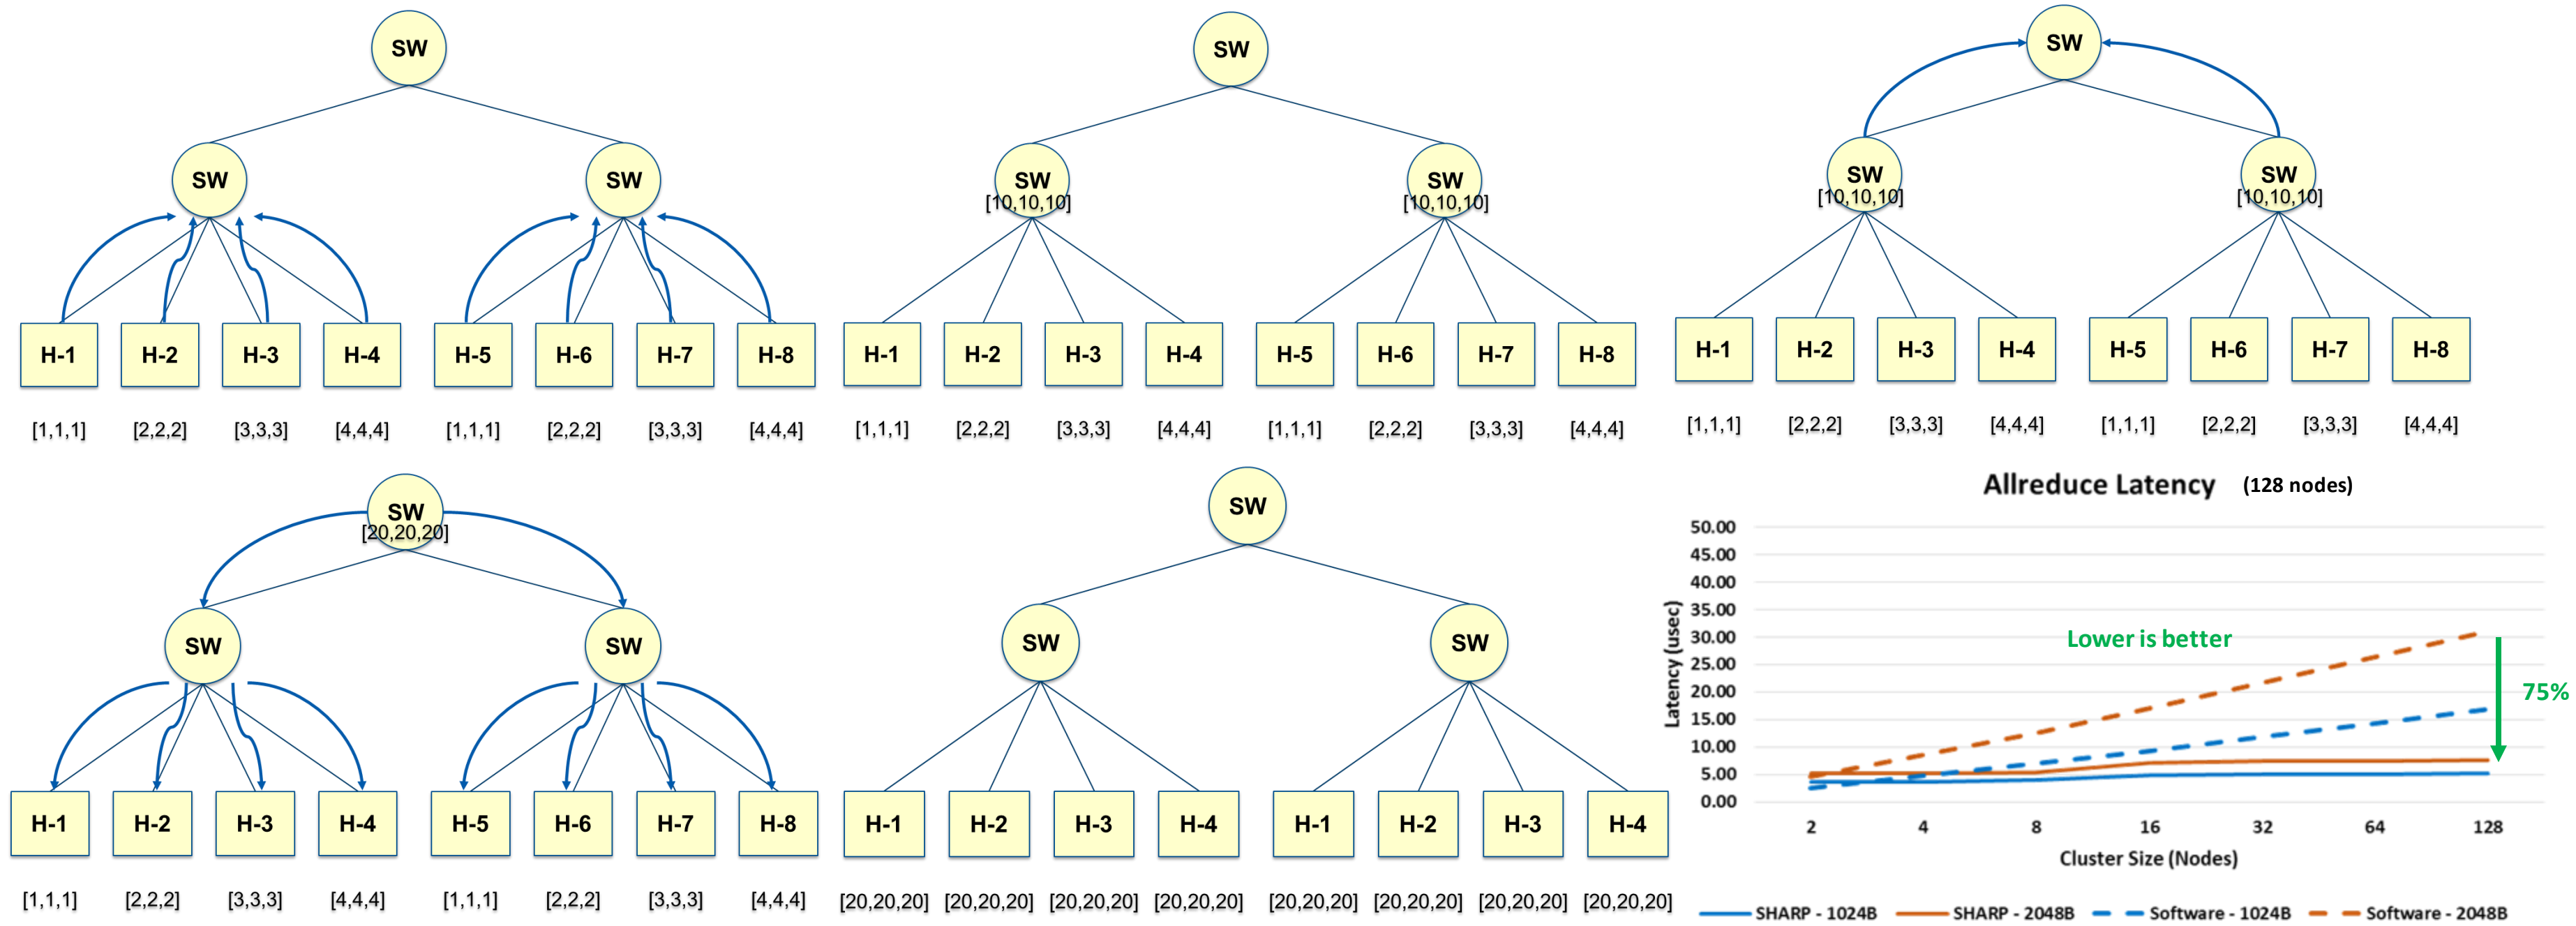 SW
SW
SW
H-1
H-2
H-3
H-4
H-5
H-6
H-7
H-8
[1,1,1]
[2,2,2]
[3,3,3]
[4,4,4]
[1,1,1]
[2,2,2]
[3,3,3]
[4,4,4]
SW
SW
[10,10,10]
SW
[10,10,10]
H-1
H-2
H-3
H-4
H-5
H-6
H-7
H-8
[1,1,1]
[2,2,2]
[3,3,3]
[4,4,4]
[1,1,1]
[2,2,2]
[3,3,3]
[4,4,4]
SW
SW
[10,10,10]
SW
[10,10,10]
H-1
H-2
H-3
H-4
H-5
H-6
H-7
H-8
[1,1,1]
[2,2,2]
[3,3,3]
[4,4,4]
[1,1,1]
[2,2,2]
[3,3,3]
[4,4,4]
SW
[20,20,20]
SW
SW
H-1
H-2
H-3
H-4
H-5
H-6
H-7
H-8
[1,1,1]
[2,2,2]
[3,3,3]
[4,4,4]
[1,1,1]
[2,2,2]
[3,3,3]
[4,4,4]
SW
SW
SW
H-1
H-2
H-3
H-4
H-1
H-2
H-3
H-4
[20,20,20]
[20,20,20]
[20,20,20]
[20,20,20]
[20,20,20]
[20,20,20]
[20,20,20]
[20,20,20]
Allreduce Latency (128 nodes)
Latency (usec)
50.00
45.00
40.00
35.00
30.00
25.00
20.00
15.00
10.00
5.00
0.00
Lower is better
75%
2
4
8
16
32
64
128
Cluster Size (Nodes)
SHARP - 1024B
SHARP - 2048B
Software - 1024B
Software - 2048B